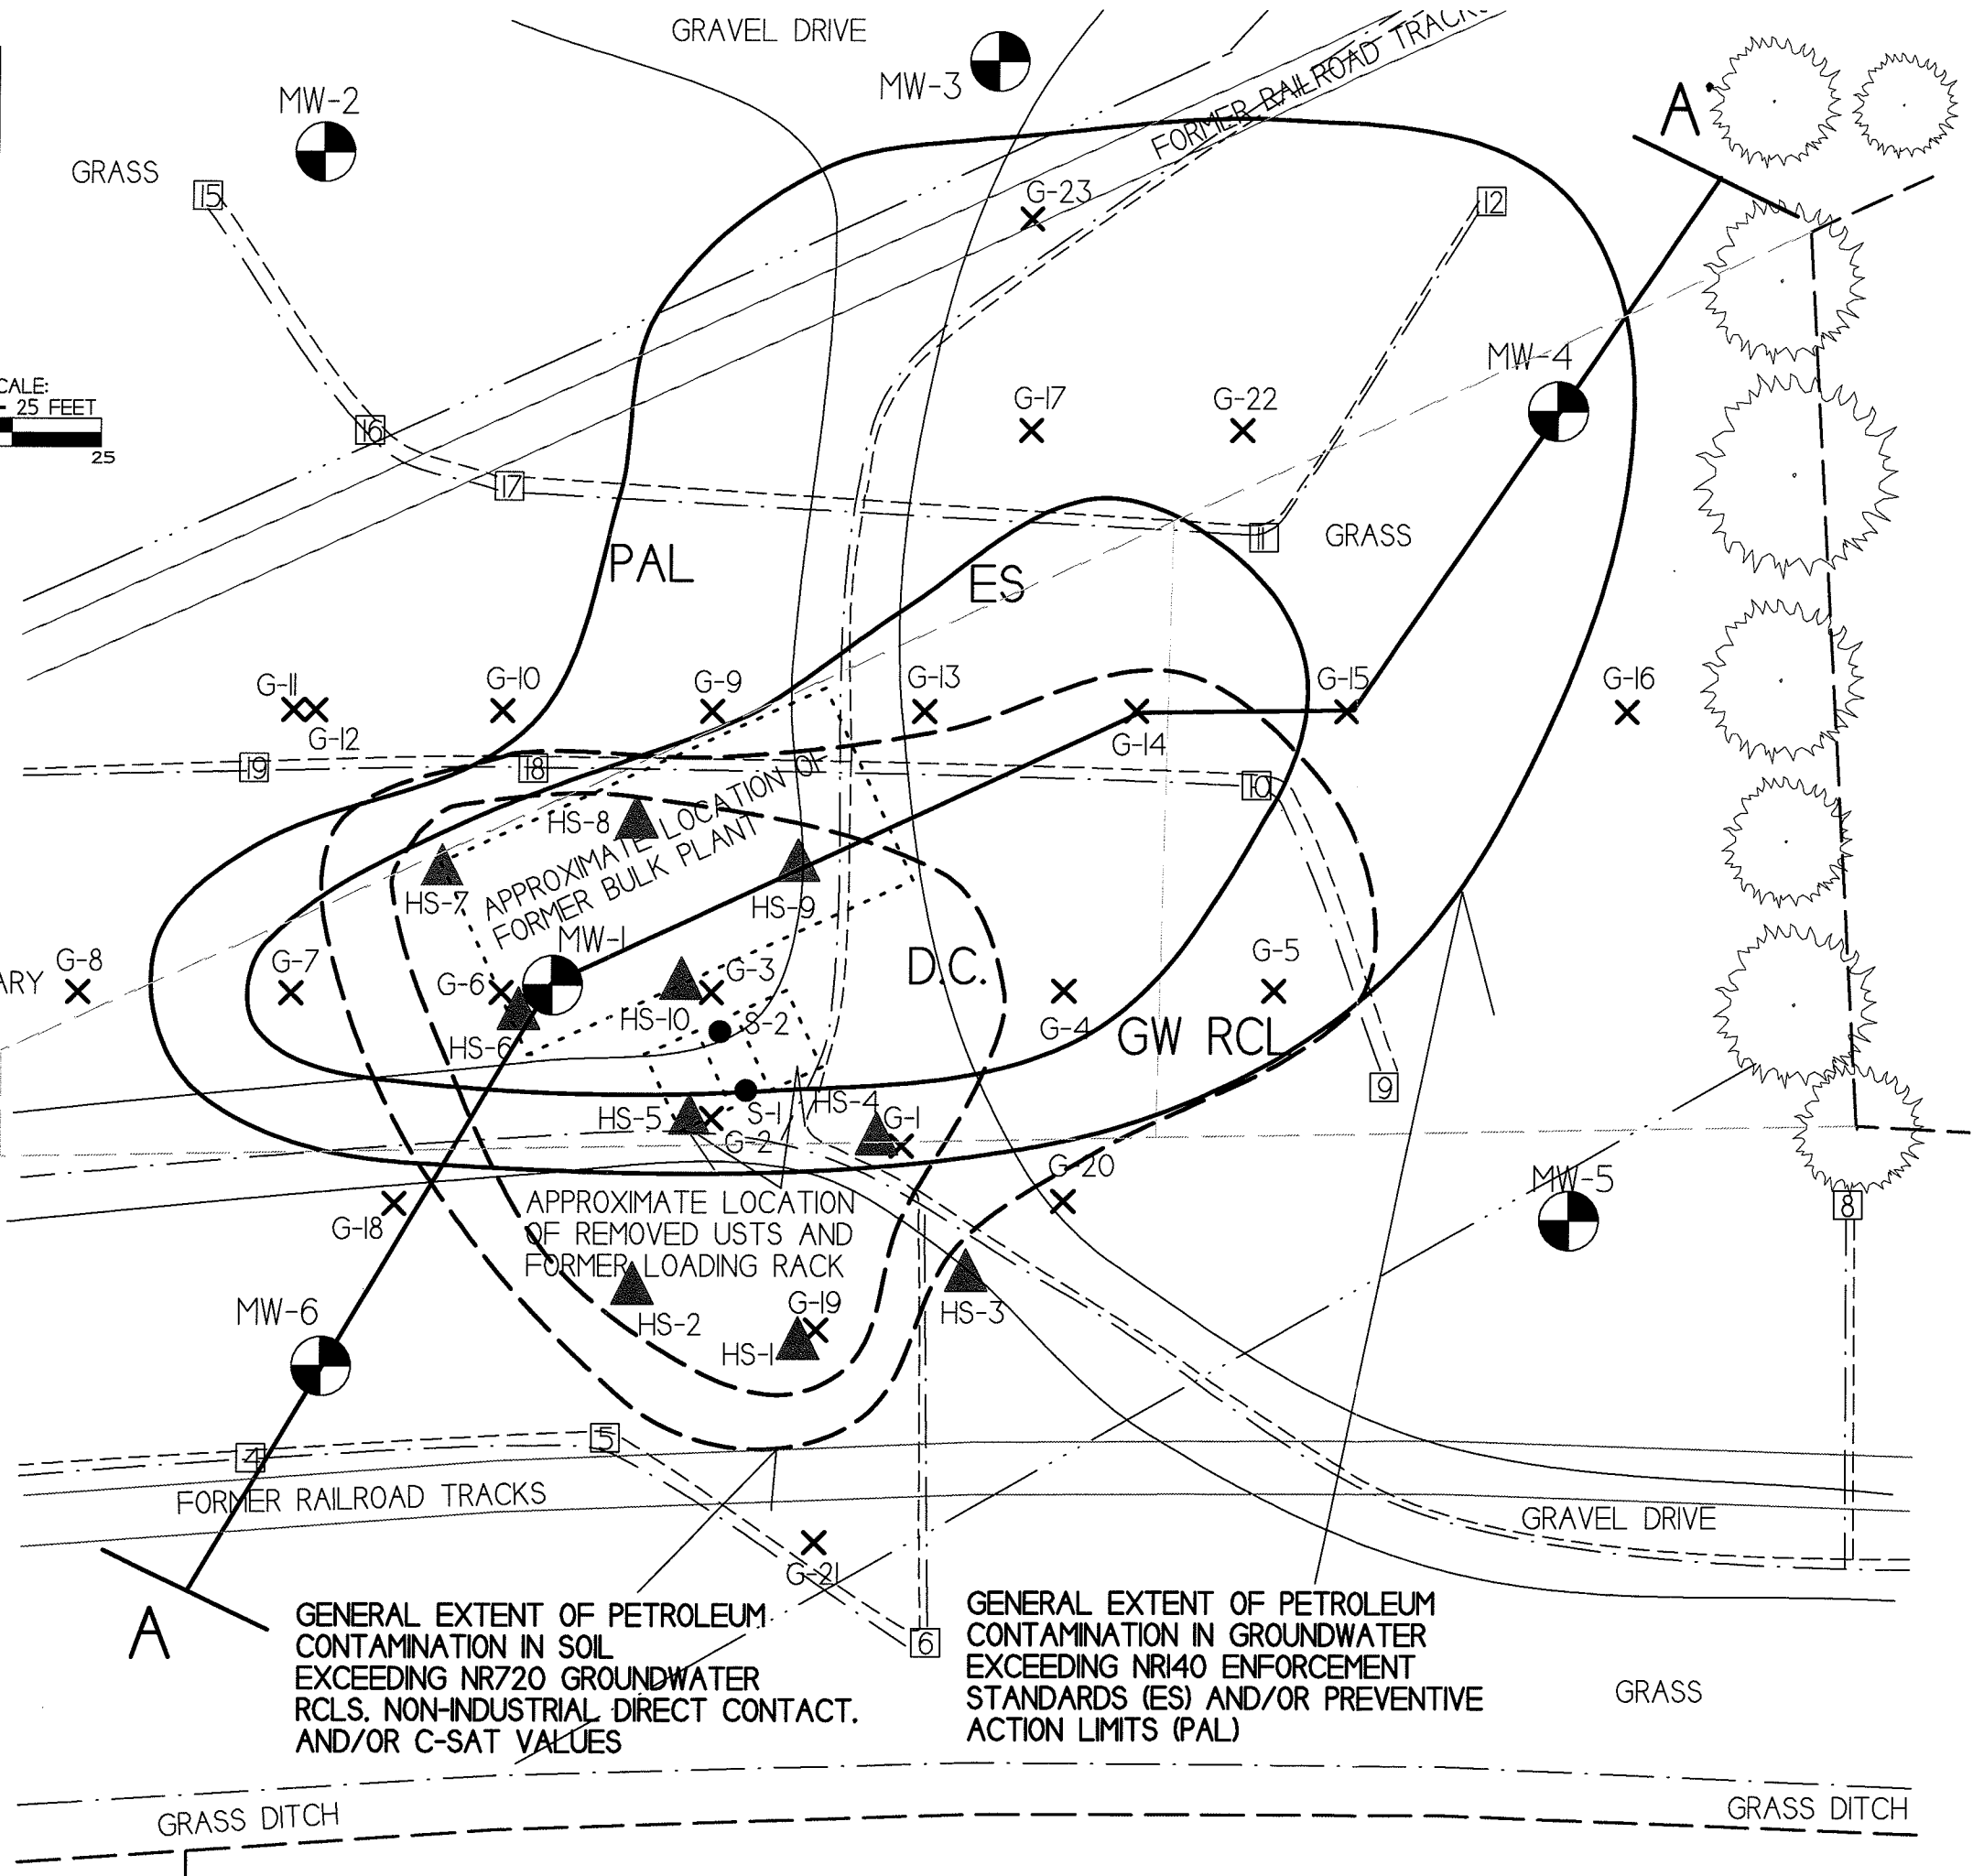 GRAVEL DRIVE
MW-3
FORMER RAILROAD TRACKS
MW-2
A'
GRASS
15
G-23
12
MW-4
CALE:
25 FEET
25
16
G-17
G-22
17
11
GRASS
PAL
ES
G-11
G-12
G-10
G-9
G-13
G-14
G-15
G-16
19
18
10
APPROXIMATE LOCATION OF
FORMER BULK PLANT
HS-8
HS-7
HS-9
MW-1
ARY
G-8
G-7
G-6
G-3
D.C.
G-5
HS-10
S-2
G-4
GW RCL
HS-6
9
HS-5
S-1
HS-4
G-2
G-1
G-20
MW-5
8
G-18
APPROXIMATE LOCATION
OF REMOVED USTS AND
FORMER LOADING RACK
MW-6
HS-2
G-19
HS-1
HS-3
4
5
FORMER RAILROAD TRACKS
GRAVEL DRIVE
G-21
6
A
GENERAL EXTENT OF PETROLEUM
CONTAMINATION IN SOIL
EXCEEDING NR720 GROUNDWATER
RCLS, NON-INDUSTRIAL DIRECT CONTACT,
AND/OR C-SAT VALUES
GENERAL EXTENT OF PETROLEUM
CONTAMINATION IN GROUNDWATER
EXCEEDING NR140 ENFORCEMENT
STANDARDS (ES) AND/OR PREVENTIVE
ACTION LIMITS (PAL)
GRASS
GRASS DITCH
GRASS DITCH